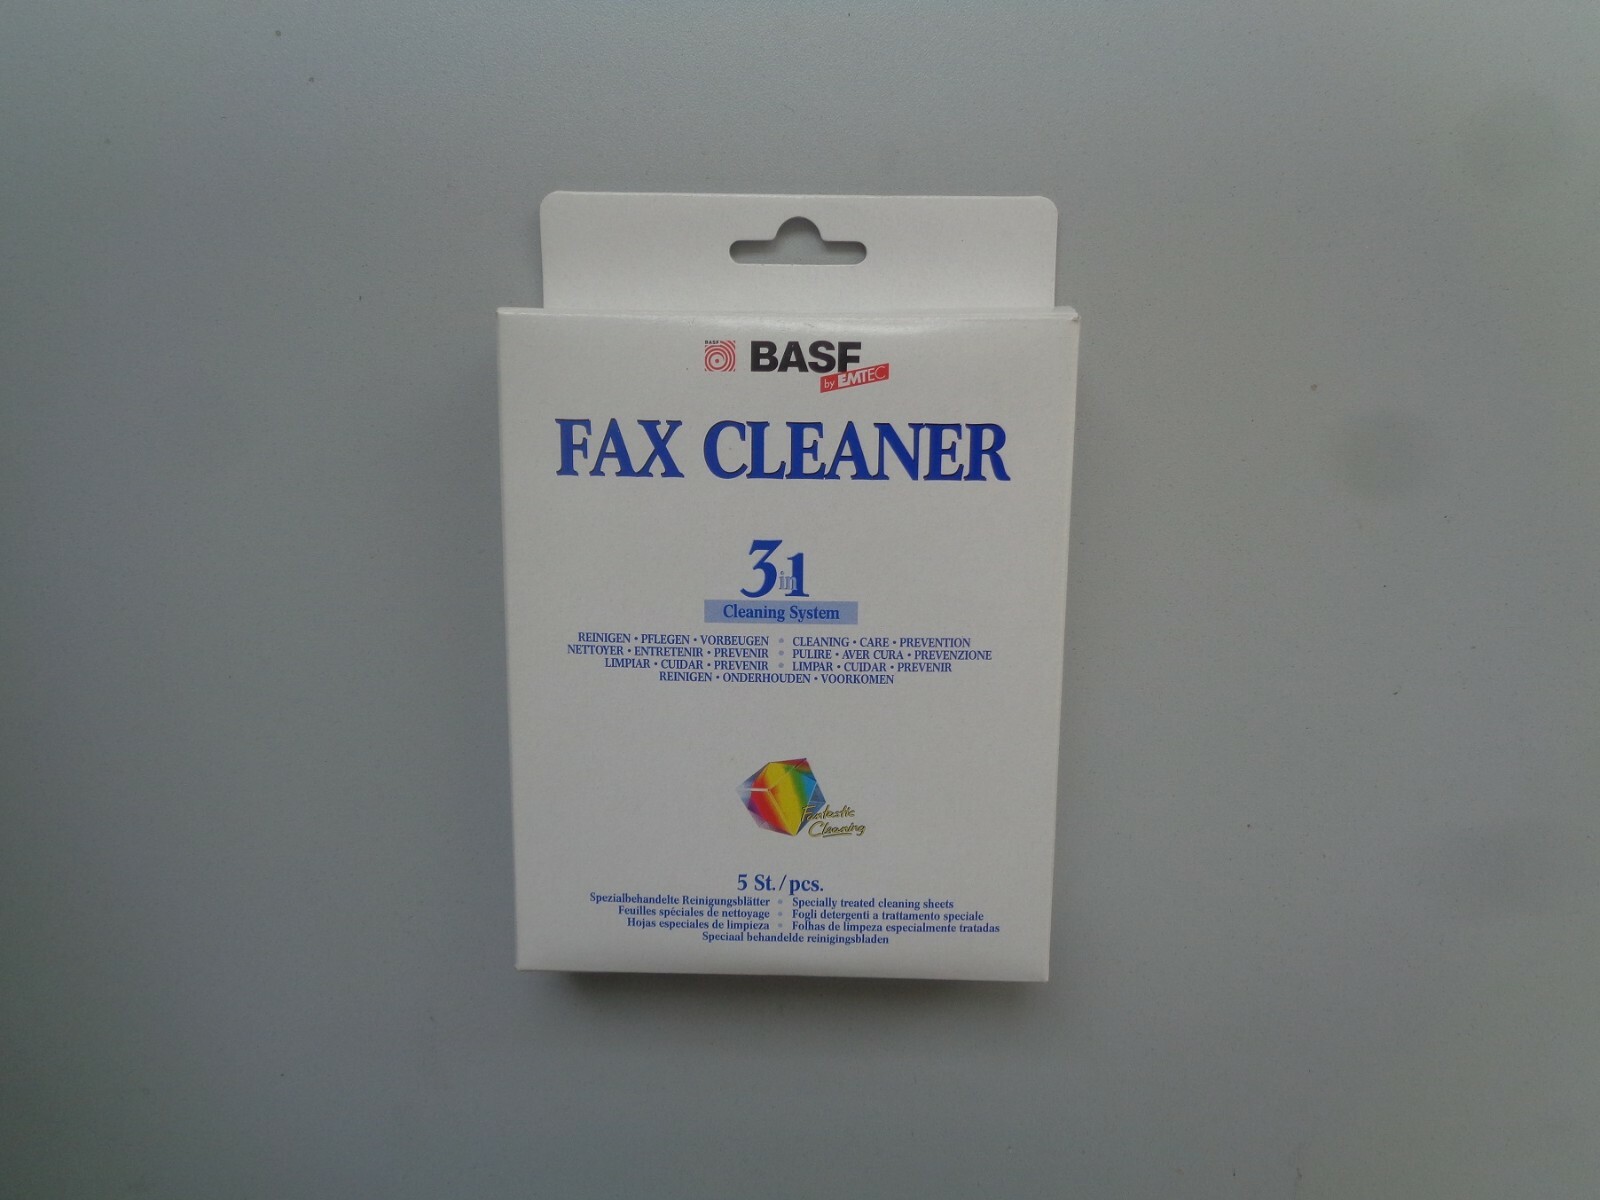 BASF
BASF
by EMTEC
FAX CLEANER
3in1
Cleaning System
REINIGEN • PFLEGEN • VORBEUGEN • CLEANING • CARE • PREVENTION
NETTOYER • ENTRETENIR • PREVENIR • PULIRE • AVER CURA • PREVENZIONE
LIMPIAR • CUIDAR • PREVENIR • LIMPAR • CUIDAR • PREVENIR
REINIGEN • ONDERHOUDEN • VOORKOMEN
Fantastic
Cleaning
5 St./pcs.
Spezialbehandelte Reinigungsblätter • Specially treated cleaning sheets
Feuilles spéciales de nettoyage • Fogli detergenti a trattamento speciale
Hojas especiales de limpieza • Folhas de limpeza especialmente tratadas
Speciaal behandelde reinigingsbladen